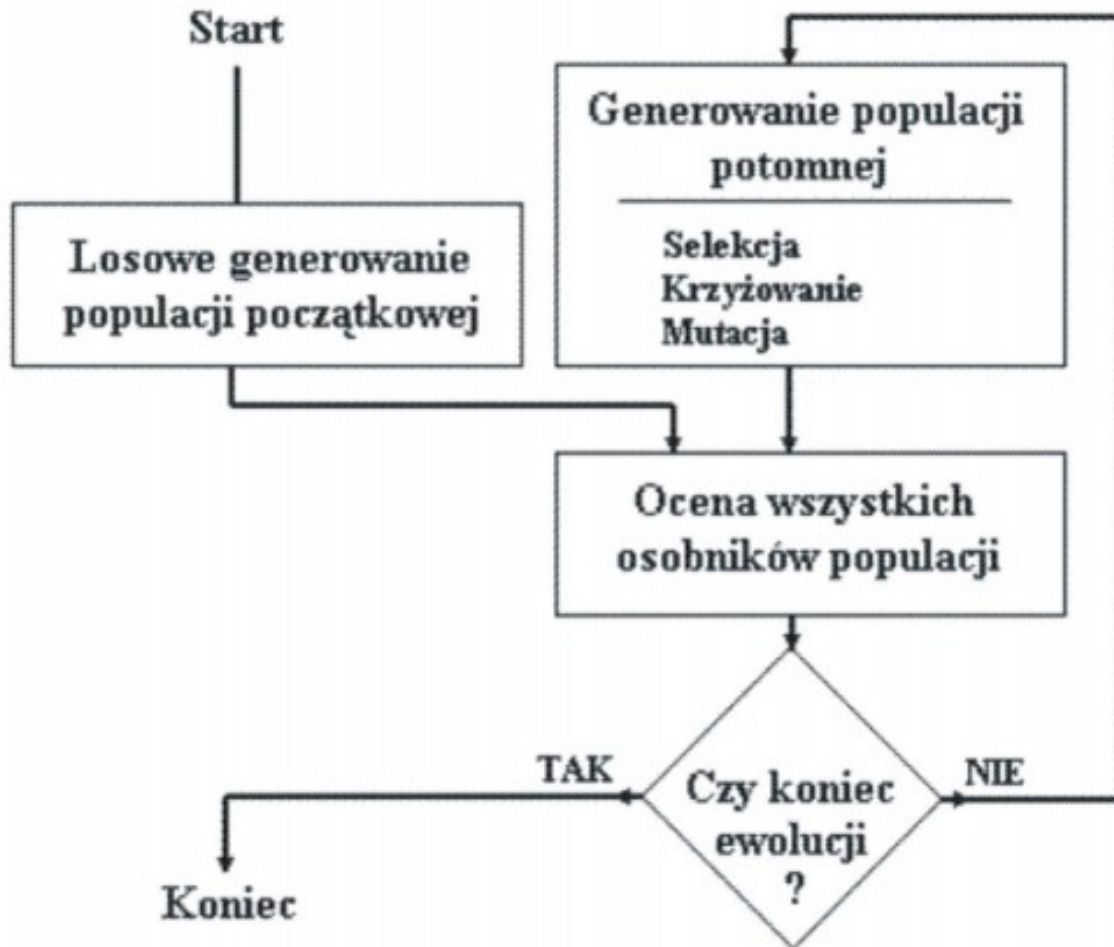 Start
Losowe generowanie
populacji początkowej
Generowanie populacji
potomnej
Selekcja
Krzyżowanie
Mutacja
Ocena wszystkich
osobników populacji
TAK
Czy koniec
ewolucji
?
NIE
Koniec